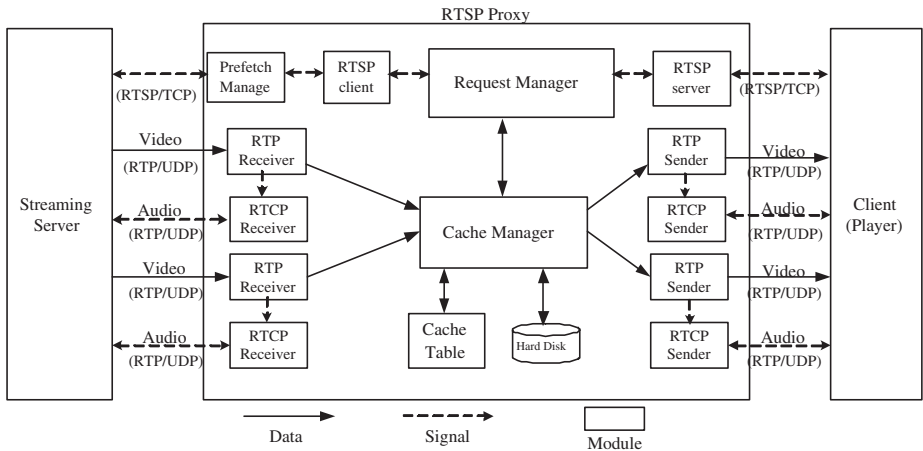 RTSP Proxy
Prefetch
Manage
RTSP
client
Request Manager
RTSP
server
(RTSP/TCP)
(RTSP/TCP)
Video
(RTP/UDP)
RTP
Receiver
RTP
Sender
Video
(RTP/UDP)
Streaming
Server
Audio
(RTP/UDP)
RTCP
Receiver
Cache Manager
RTCP
Sender
Audio
(RTP/UDP)
Client
(Player)
Video
(RTP/UDP)
RTP
Receiver
RTP
Sender
Video
(RTP/UDP)
Audio
(RTP/UDP)
RTCP
Receiver
Cache
Table
Hard Disk
RTCP
Sender
Audio
(RTP/UDP)
Data
Signal
Module